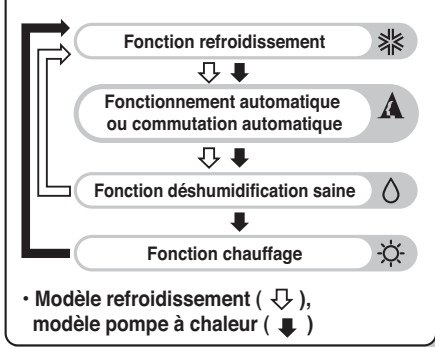 Fonction refroidissement
Fonctionnement automatique
ou commutation automatique
Fonction déshumidification saine
Fonction chauffage
• Modèle refroidissement ( ),
modèle pompe à chaleur ( )